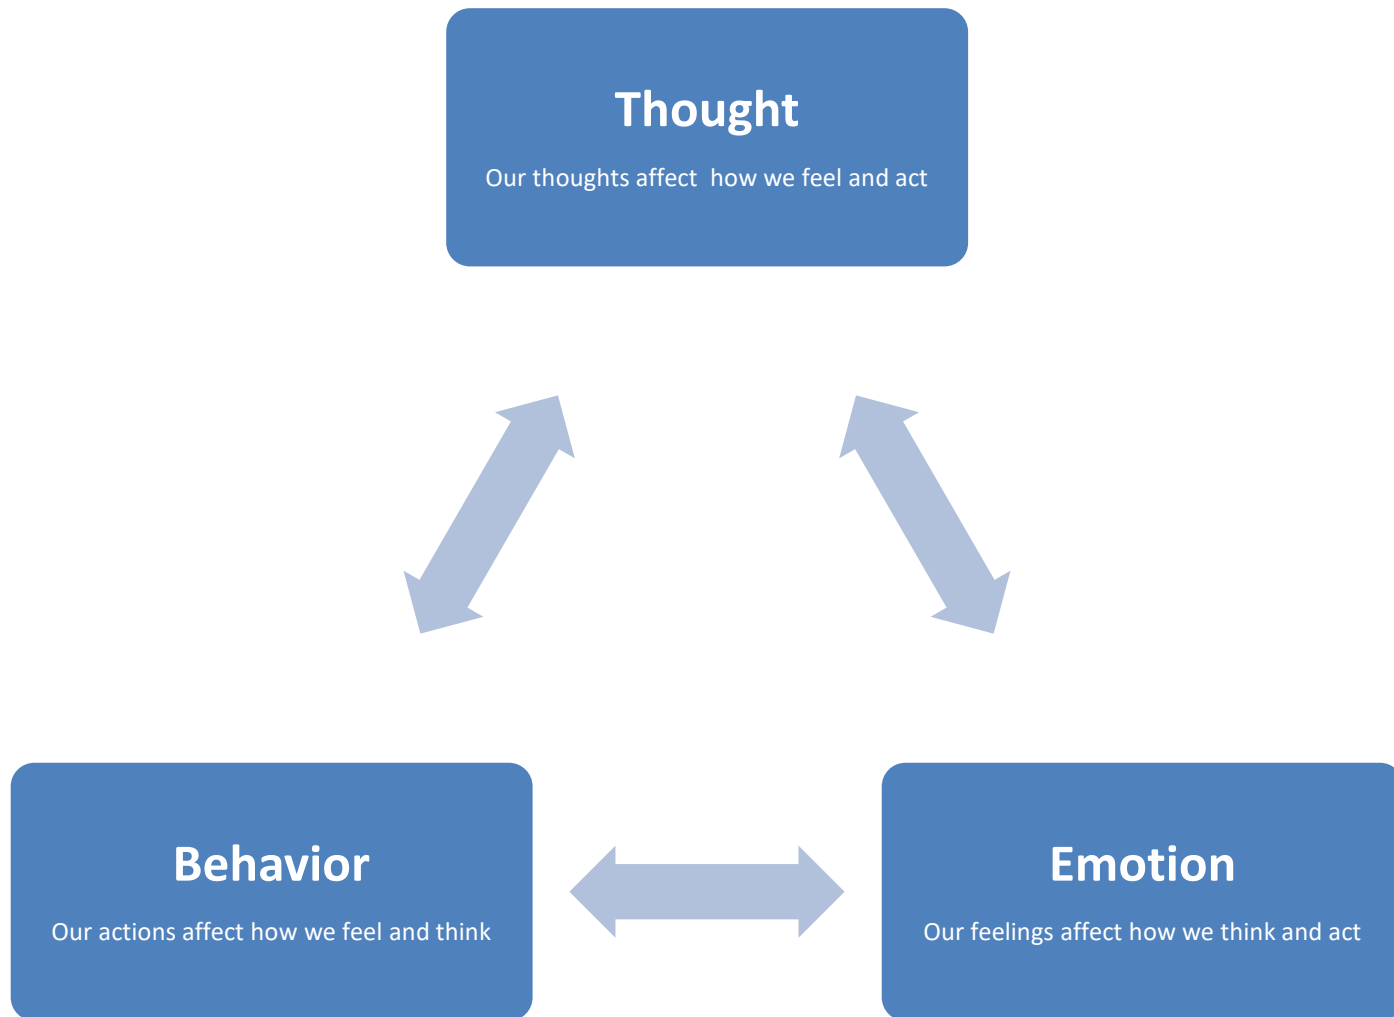 Thought
Our thoughts affect  how we feel and act
Behavior
Our actions affect how we feel and think
Emotion
Our feelings affect how we think and act